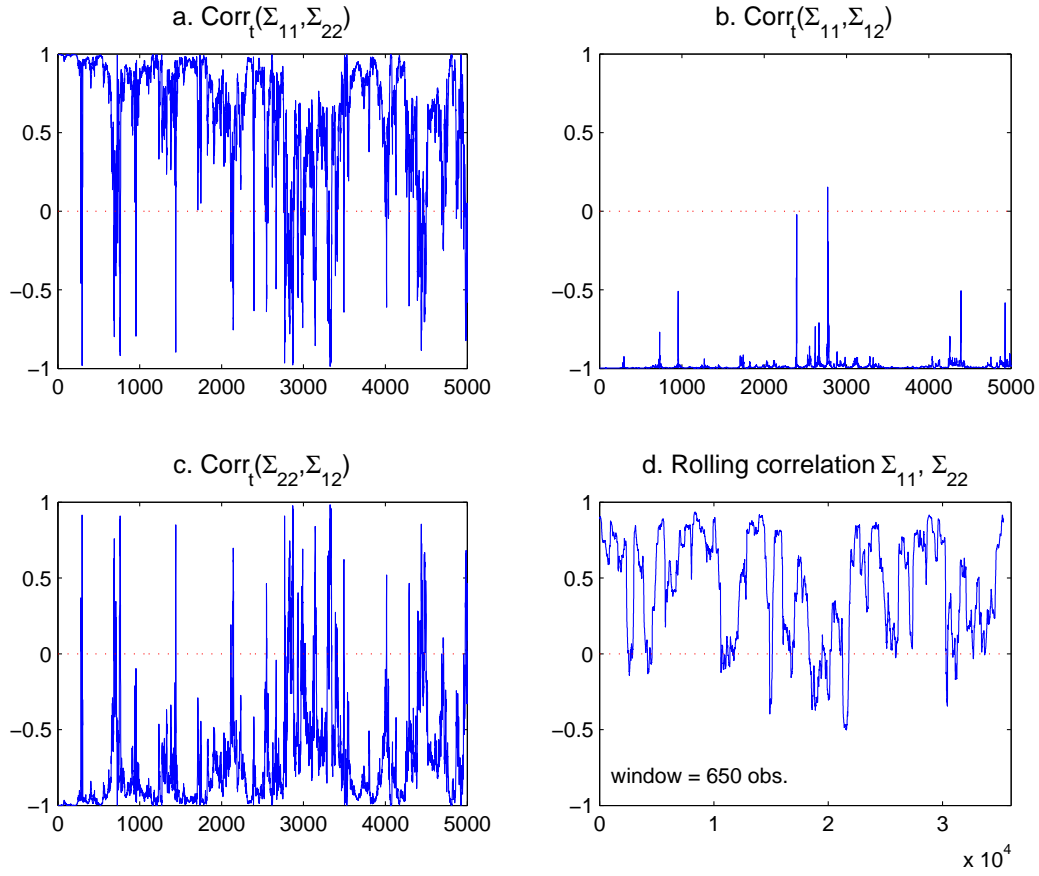 a. Corr_t(Σ_11,Σ_22)
1
0.5
0
−0.5
−1
0 1000 2000 3000 4000 5000
b. Corr_t(Σ_11,Σ_12)
1
0.5
0
−0.5
−1
0 1000 2000 3000 4000 5000
c. Corr_t(Σ_22,Σ_12)
1
0.5
0
−0.5
−1
0 1000 2000 3000 4000 5000
d. Rolling correlation Σ_11, Σ_22
1
0.5
0
−0.5
−1
window = 650 obs.
0 1 2 3
x 10^4